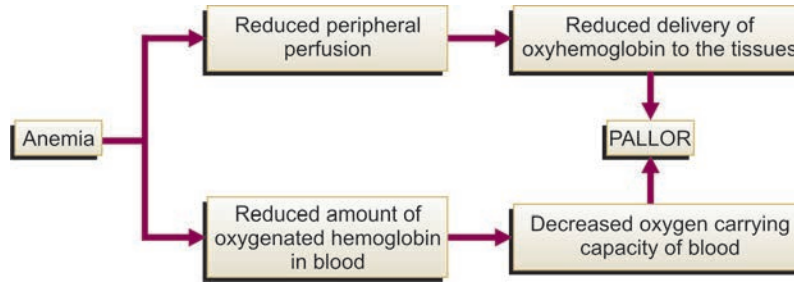 Reduced peripheral
perfusion
Reduced delivery of
oxyhemoglobin to the tissues
Anemia
PALLOR
Reduced amount of
oxygenated hemoglobin
in blood
Decreased oxygen carrying
capacity of blood